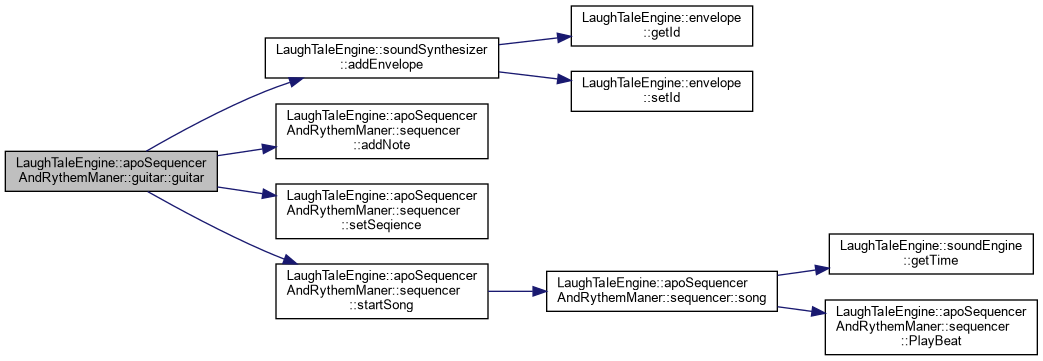 LaughTaleEngine::envelope
::getId
LaughTaleEngine::soundSynthesizer
::addEnvelope
LaughTaleEngine::envelope
::setId
LaughTaleEngine::apoSequencer
AndRythemManer::sequencer
::addNote
LaughTaleEngine::apoSequencer
AndRythemManer::guitar::guitar
LaughTaleEngine::apoSequencer
AndRythemManer::sequencer
::setSeqience
LaughTaleEngine::soundEngine
::getTime
LaughTaleEngine::apoSequencer
AndRythemManer::sequencer
::startSong
LaughTaleEngine::apoSequencer
AndRythemManer::sequencer::song
LaughTaleEngine::apoSequencer
AndRythemManer::sequencer
::PlayBeat